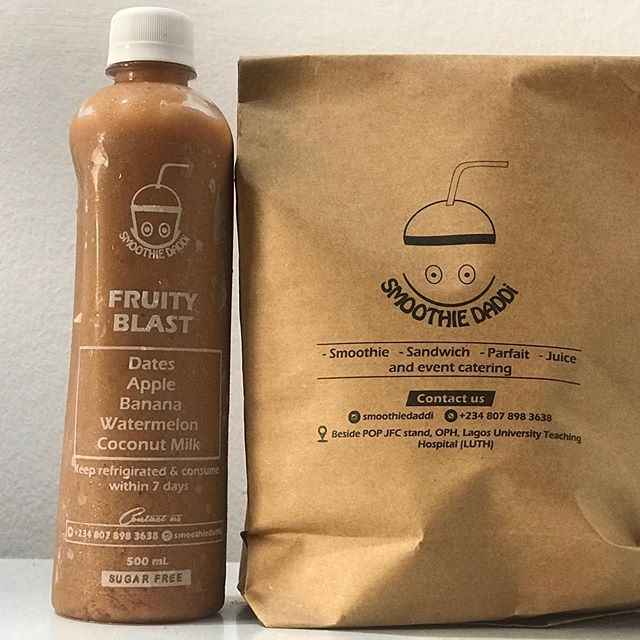 SMOOTHIE DADDI
FRUITY
BLAST
Dates
Apple
Banana
Watermelon
Coconut Milk
Keep refrigirated & consume
within 7 days
Contact us
+234 807 898 3638 smoothiedaddi
500 mL
SUGAR FREE
SMOOTHIE DADDi
- Smoothie - Sandwich - Parfait - Juice
and event catering
Contact us
smoothiedaddi +234 807 898 3638
Beside POP JFC stand, OPH, Lagos University Teaching
Hospital (LUTH)